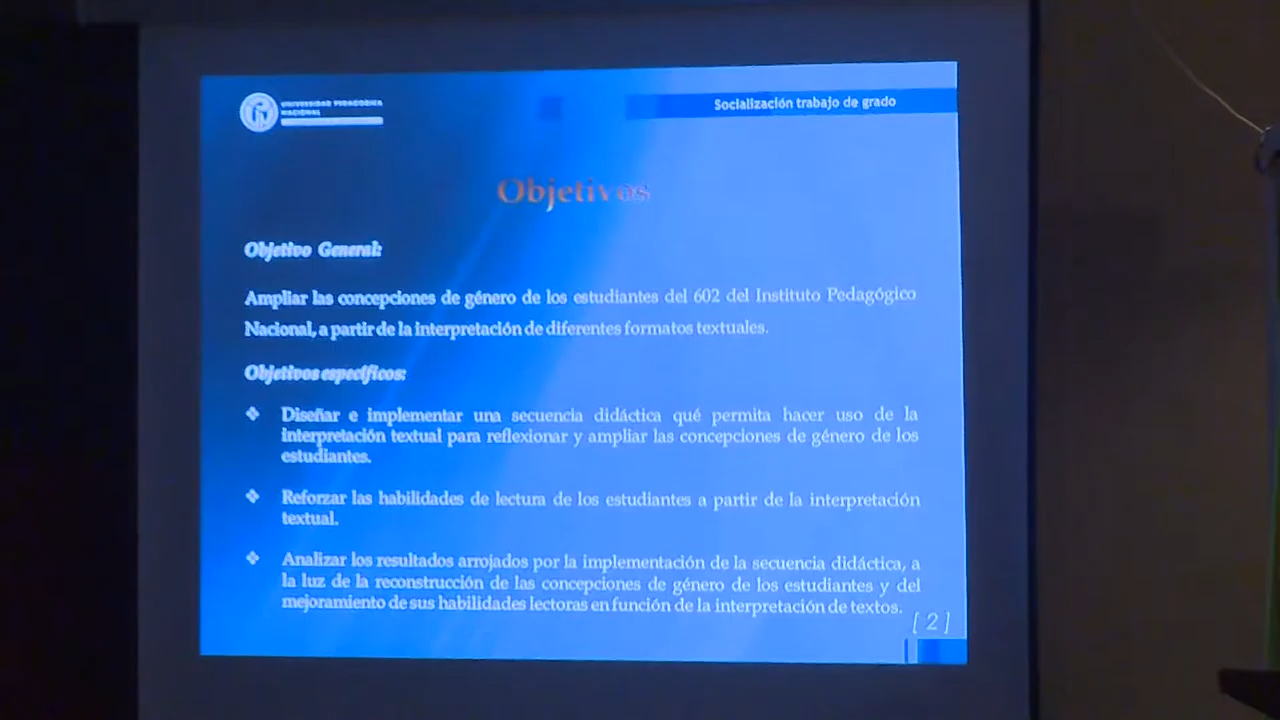 UNIVERSIDAD PEDAGOGICA
NACIONAL
Socialización trabajo de grado
Objetivos
Objetivo General:
Ampliar las concepciones de género de los estudiantes del 602 del Instituto Pedagógico
Nacional, a partir de la interpretación de diferentes formatos textuales.
Objetivos específicos:
❖ Diseñar e implementar una secuencia didáctica qué permita hacer uso de la
interpretación textual para reflexionar y ampliar las concepciones de género de los
estudiantes.
❖ Reforzar las habilidades de lectura de los estudiantes a partir de la interpretación
textual.
❖ Analizar los resultados arrojados por la implementación de la secuencia didáctica, a
la luz de la reconstrucción de las concepciones de género de los estudiantes y del
mejoramiento de sus habilidades lectoras en función de la interpretación de textos.
[ 2 ]